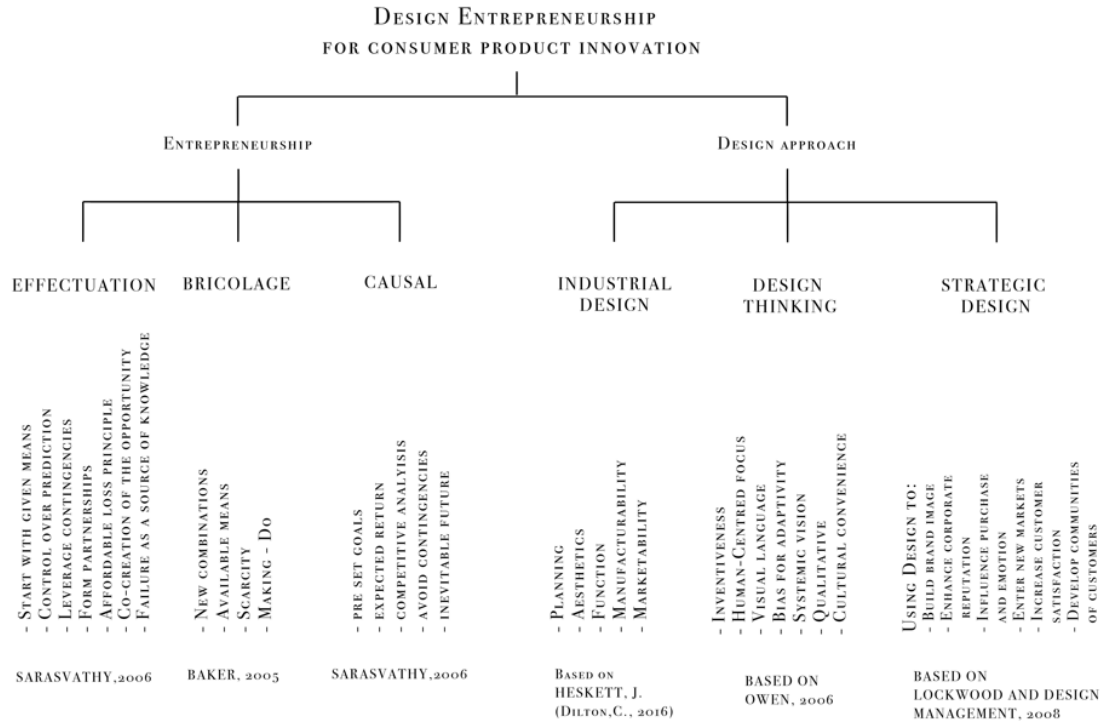 Design Entrepreneurship
for consumer product innovation
Entrepreneurship
Design approach
EFFECTUATION
BRICOLAGE
CAUSAL
INDUSTRIAL
DESIGN
DESIGN
THINKING
STRATEGIC
DESIGN
- Start with given means
- Control over prediction
- Leverage contingencies
- Form partnerships
- Affordable loss principle
- Co-creation of the opportunity
- Failure as a source of knowledge
- New combinations
- Available means
- Scarcity
- Making - Do
- pre set goals
- expected return
- competitive analyisis
- avoid contingencies
- inevitable future
- Planning
- Aesthetics
- Function
- Manufacturability
- Marketability
- Inventiveness
- Human-Centred focus
- Visual language
- Bias for adaptivity
- Systemic vision
- Qualitative
- Cultural convenience
Using Design to:
- Build brand image
- Enhance corporate
reputation
- Influence purchase
and emotion
- Enter new markets
- Increase customer
satisfaction
- Develop communities
of customers
SARASVATHY,2006
BAKER, 2005
SARASVATHY,2006
Based on
HESKETT, J.
(Dilton,C., 2016)
BASED ON
OWEN, 2006
BASED ON
LOCKWOOD AND DESIGN
MANAGEMENT, 2008